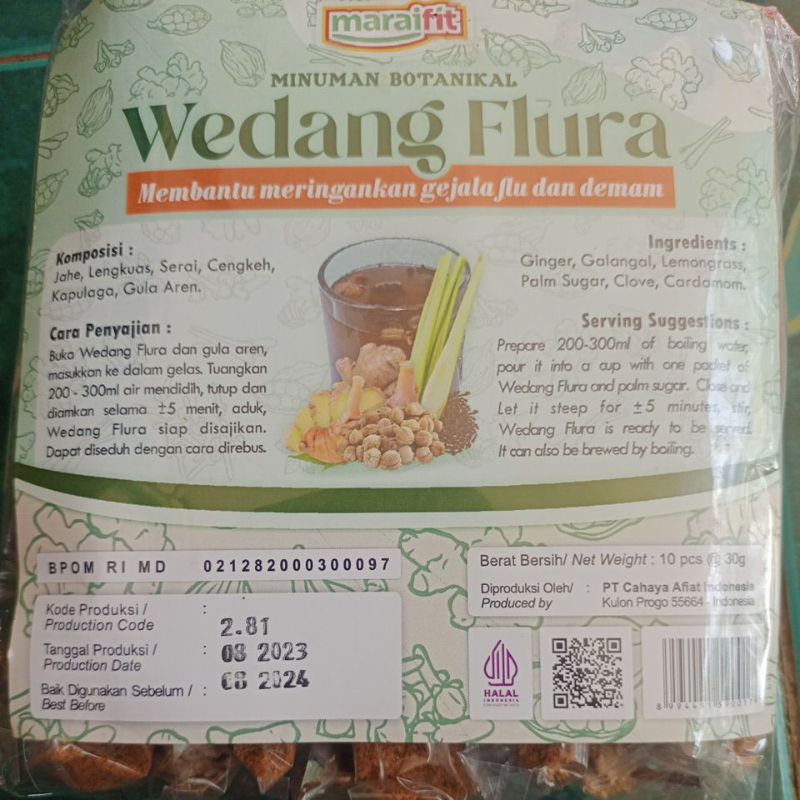 maraifit
MINUMAN BOTANIKAL
Wedang Flura
Membantu meringankan gejala flu dan demam
Komposisi :
Jahe, Lengkuas, Serai, Cengkeh,
Kapulaga, Gula Aren.
Cara Penyajian :
Buka Wedang Flura dan gula aren,
masukkan ke dalam gelas. Tuangkan
200 - 300ml air mendidih, tutup dan
diamkan selama ±5 menit, aduk,
Wedang Flura siap disajikan.
Dapat diseduh dengan cara direbus.
Ingredients :
Ginger, Galangal, Lemongrass,
Palm Sugar, Clove, Cardamom.
Serving Suggestions :
Prepare 200-300ml of boiling water,
pour it into a cup with one packet of
Wedang Flura and palm sugar. Close and
Let it steep for ±5 minutes, stir,
Wedang Flura is ready to be served.
It can also be brewed by boiling.
BPOM RI MD 021282000300097
Kode Produksi /
Production Code : 2.81
Tanggal Produksi /
Production Date : 08 2023
Baik Digunakan Sebelum /
Best Before : 08 2024
Berat Bersih/ Net Weight : 10 pcs @ 30g
Diproduksi Oleh/ : PT Cahaya Afiat Indonesia
Produced by Kulon Progo 55664 - Indonesia
HALAL
INDONESIA